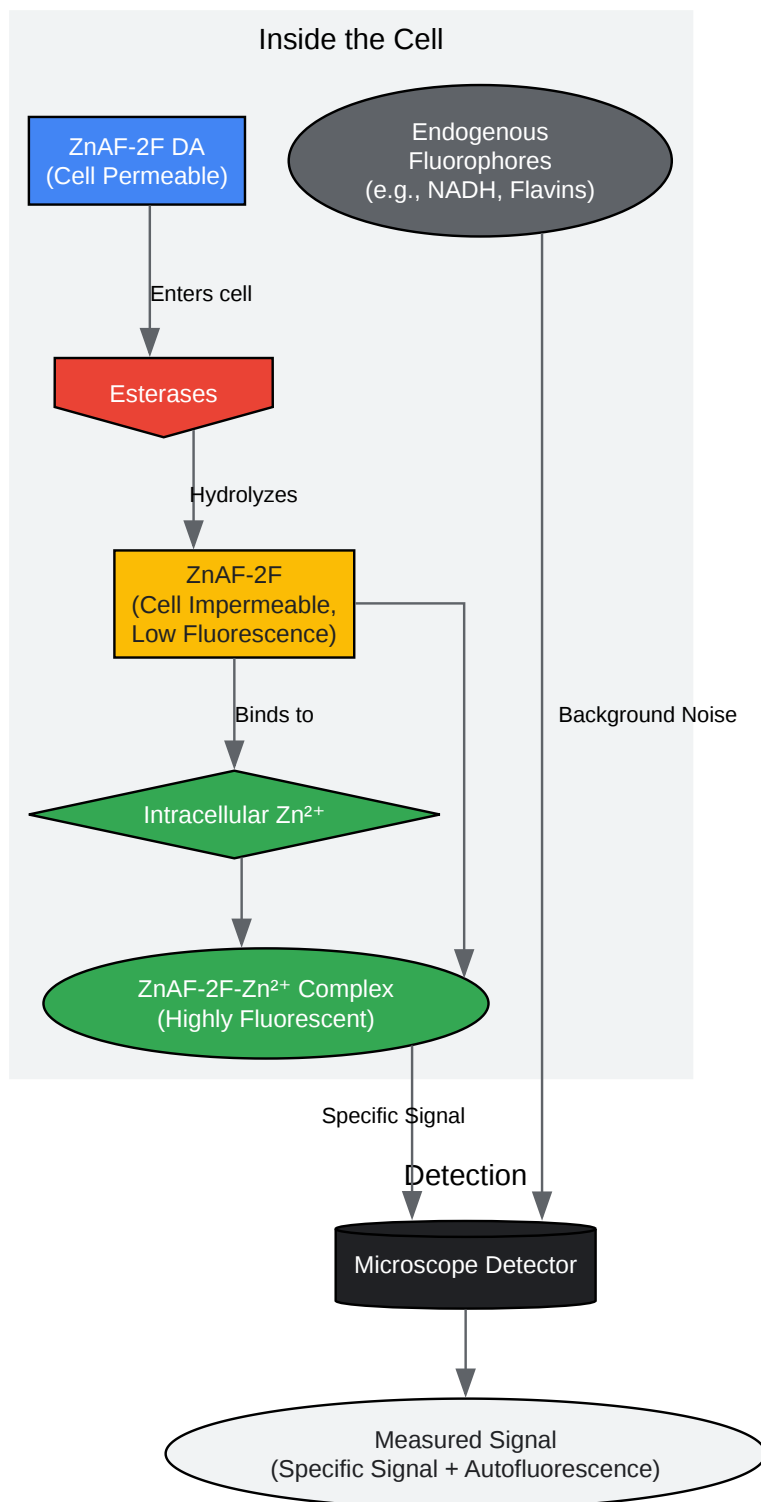 Inside the Cell
ZnAF-2F DA
(Cell Permeable)
Endogenous
Fluorophores
(e.g., NADH, Flavins)
Enters cell
Esterases
Hydrolyzes
ZnAF-2F
(Cell Impermeable,
Low Fluorescence)
Binds to
Background Noise
Intracellular Zn²⁺
ZnAF-2F-Zn²⁺ Complex
(Highly Fluorescent)
Specific Signal
Detection
Microscope Detector
Measured Signal
(Specific Signal + Autofluorescence)